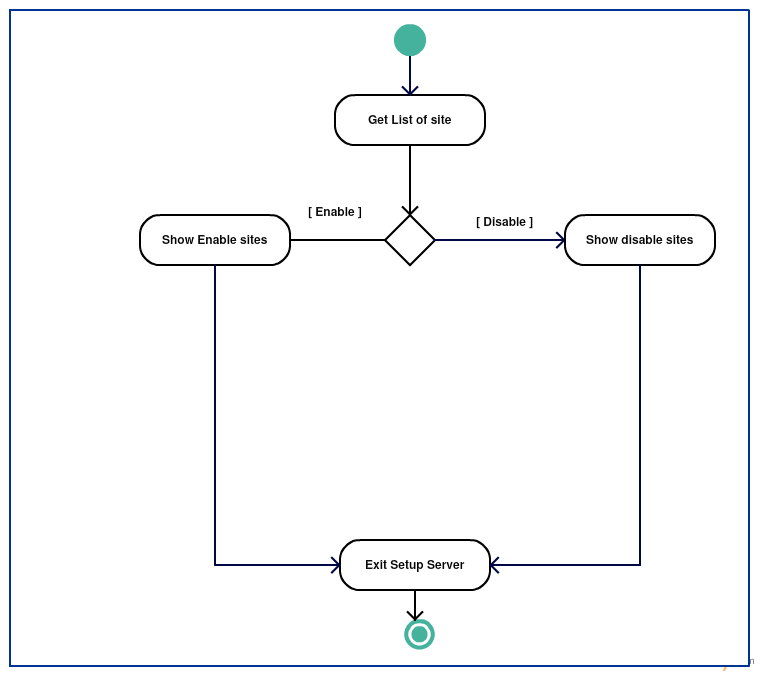 Get List of site
[ Enable ]
[ Disable ]
Show Enable sites
Show disable sites
Exit Setup Server